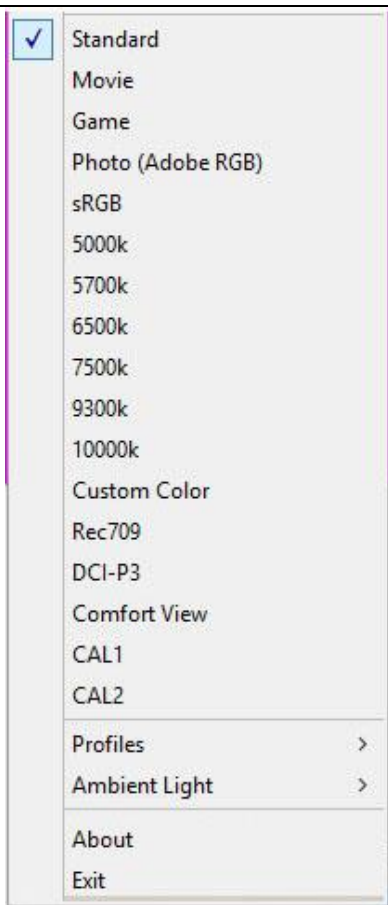 Standard
Movie
Game
Photo (Adobe RGB)
sRGB
5000k
5700k
6500k
7500k
9300k
10000k
Custom Color
Rec709
DCI-P3
Comfort View
CAL1
CAL2
Profiles
Ambient Light
About
Exit